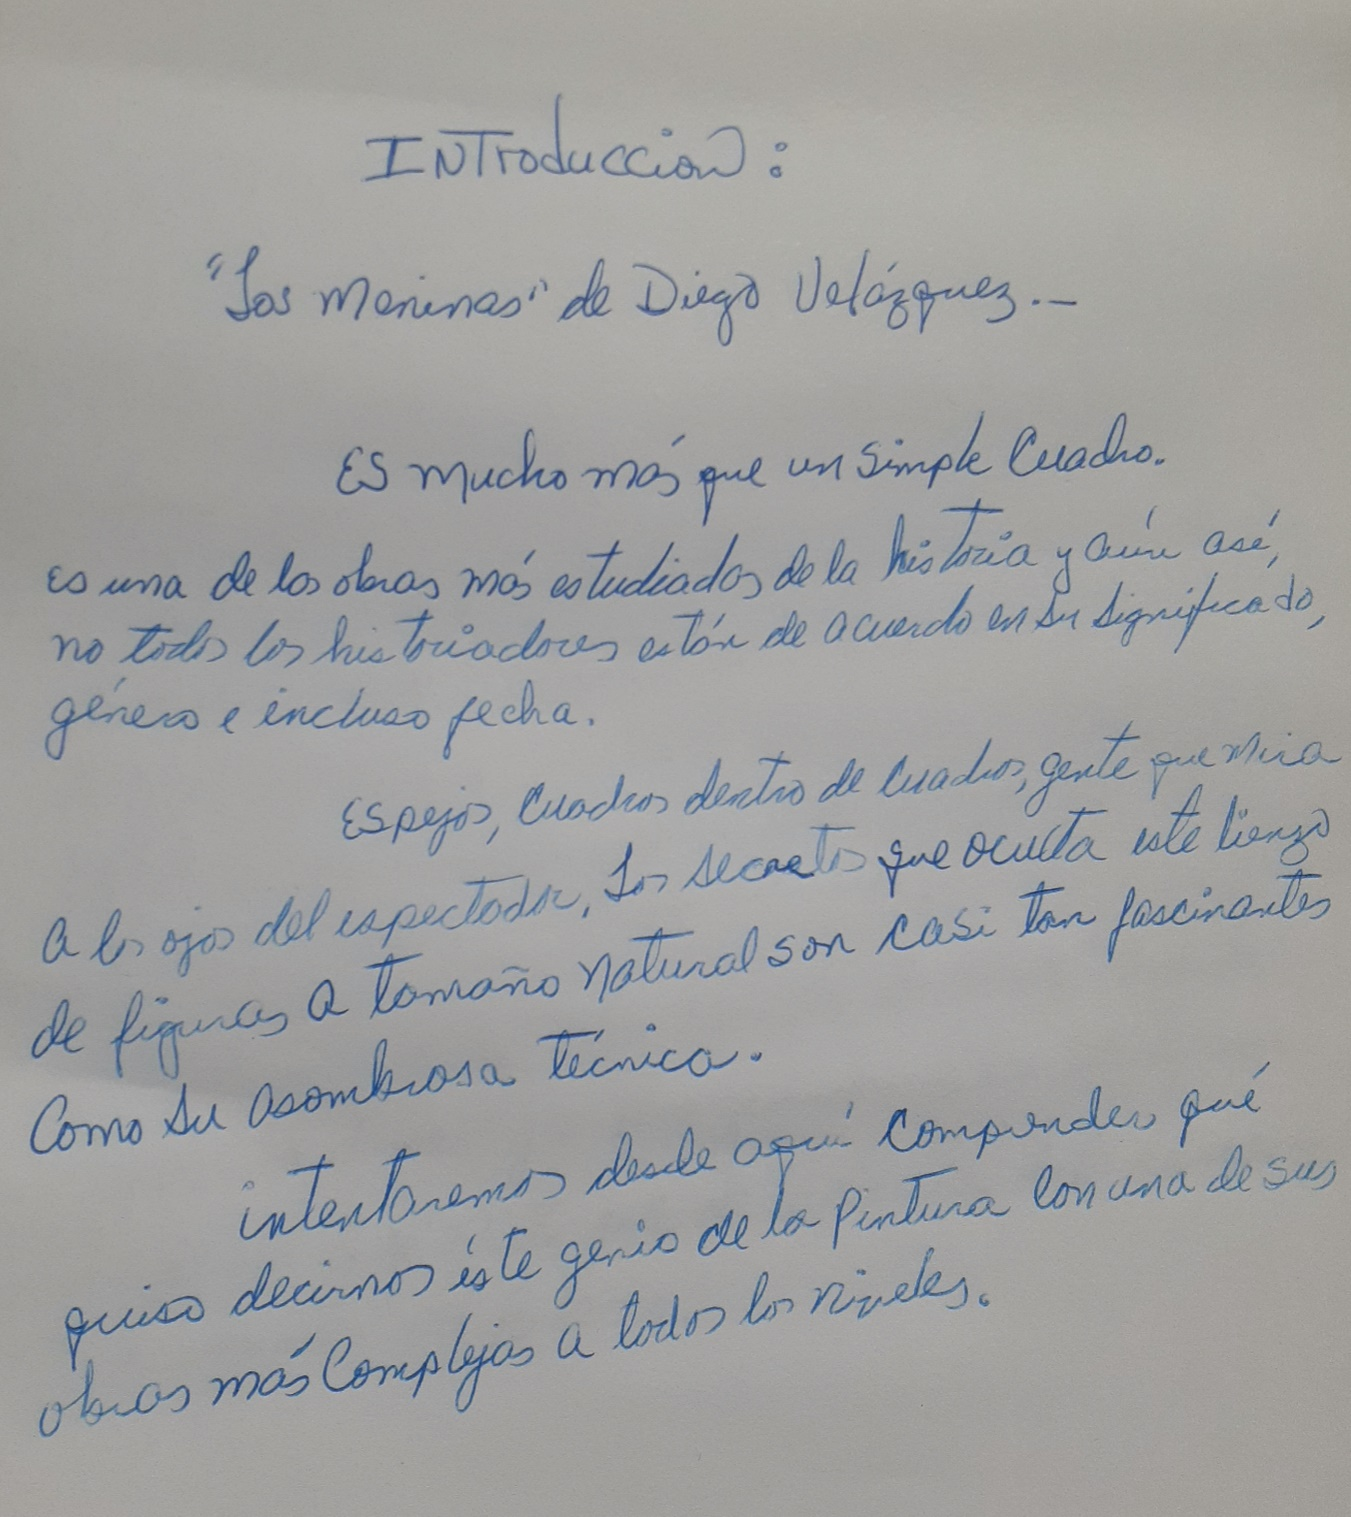 INTroduccion:
"Las meninas" de Diego Velázquez.-
Es mucho más que un simple Cuadro.
Es una de las obras más estudiadas de la historia y aún así,
no todos los historiadores están de acuerdo en su significado,
género e incluso fecha.
Espejos, Cuadros dentro de Cuadros, gente que mira
a los ojos del espectador, Los secretos que oculta este lienzo
de figuras a tamaño natural son casi tan fascinantes
Como su asombrosa técnica.
intentaremos desde aquí comprender qué
quiso decirnos éste genio de la Pintura Con una de sus
obras más Complejas a todos los niveles.